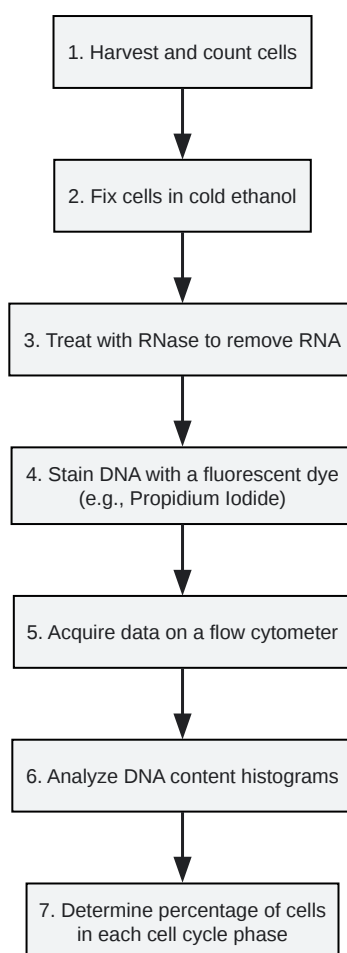 1. Harvest and count cells
2. Fix cells in cold ethanol
3. Treat with RNase to remove RNA
4. Stain DNA with a fluorescent dye
(e.g., Propidium Iodide)
5. Acquire data on a flow cytometer
6. Analyze DNA content histograms
7. Determine percentage of cells
in each cell cycle phase